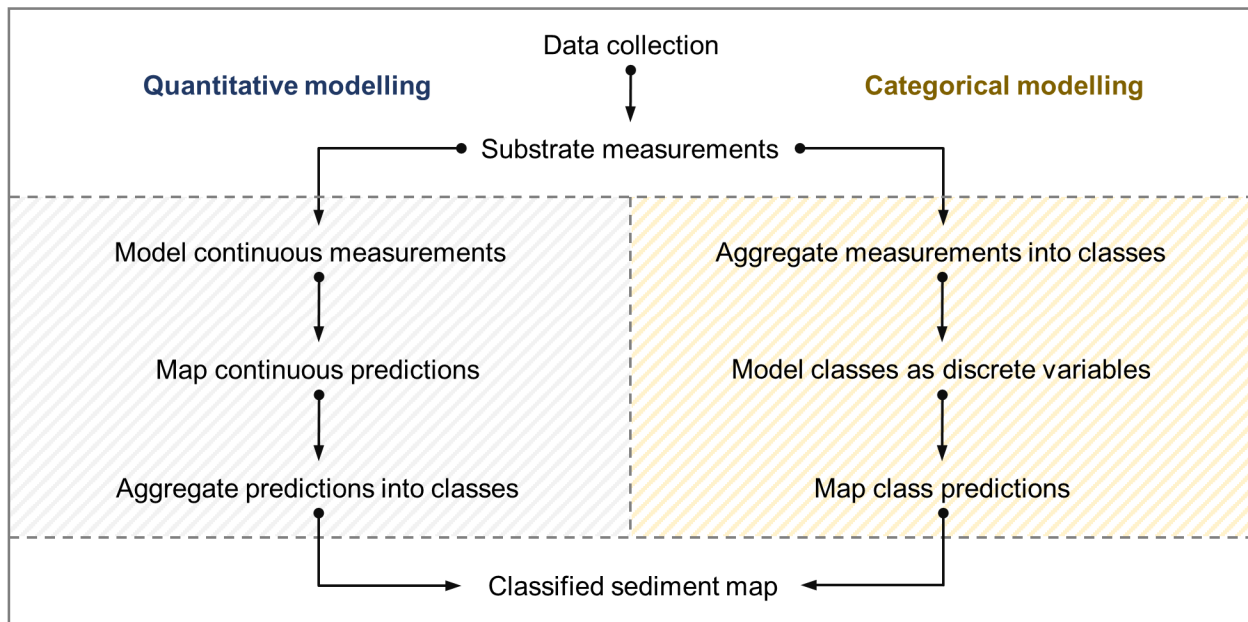 Data collection
Quantitative modelling
Categorical modelling
Substrate measurements
Model continuous measurements
Aggregate measurements into classes
Map continuous predictions
Model classes as discrete variables
Aggregate predictions into classes
Map class predictions
Classified sediment map